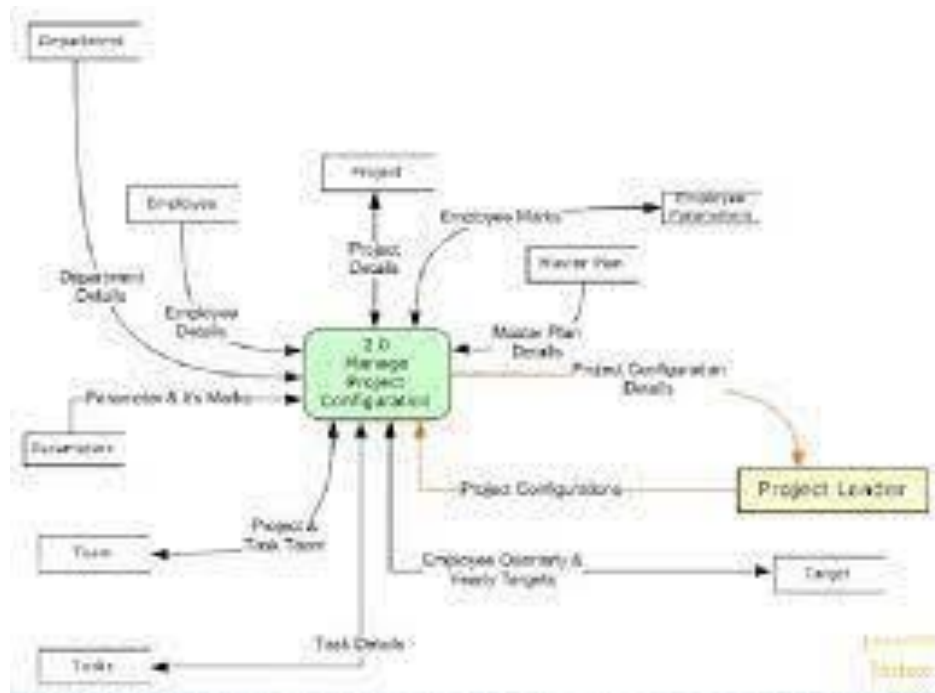 Department
Project
Employee
Employee Marks
Employee
Parameters
Project
Details
Master Plan
Department
Details
Employee
Details
2.0
Manage
Project
Configuration
Master Plan
Details
Project Configuration
Details
Parameter & it's Marks
Parameters
Project Configurations
Project Leader
Project &
Task Team
Team
Employee Quarterly &
Yearly Targets
Target
Task Details
Tasks